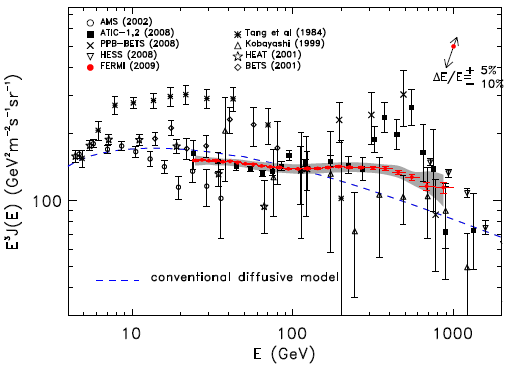 AMS (2002)
ATIC-1,2 (2008)
PPB-BETS (2008)
HESS (2008)
FERMI (2009)
Tang et al (1984)
Kobayashi (1999)
HEAT (2001)
BETS (2001)
ΔE/E=+ 5%
- 10%
E³J(E) (GeV²m⁻²s⁻¹sr⁻¹)
100
conventional diffusive model
10
100
1000
E (GeV)